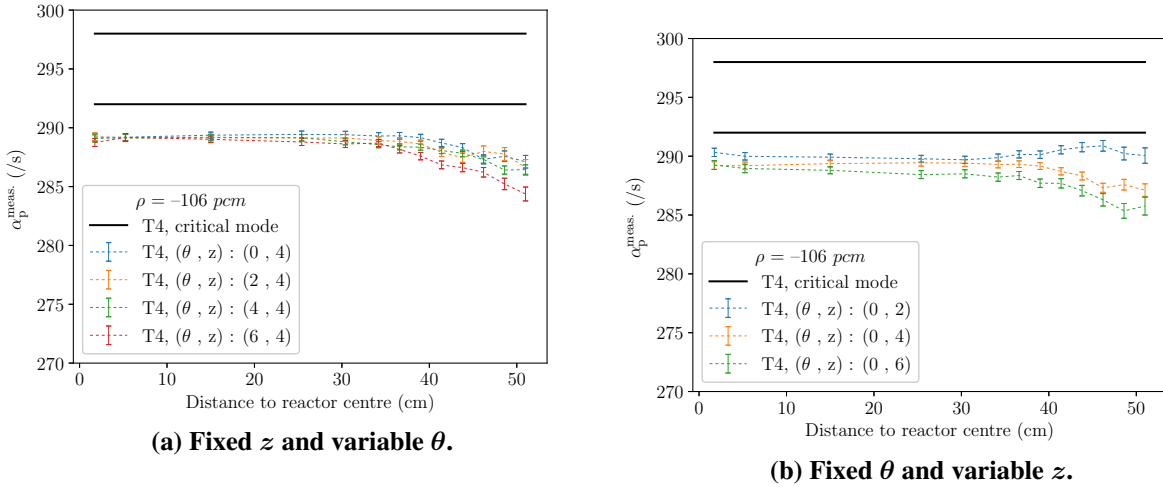 300
295
290
285
280
275
270
α_p^meas. (/s)
ρ = –106 pcm
T4, critical mode
T4, (θ , z) : (0 , 4)
T4, (θ , z) : (2 , 4)
T4, (θ , z) : (4 , 4)
T4, (θ , z) : (6 , 4)
0 10 20 30 40 50
Distance to reactor centre (cm)
(a) Fixed z and variable θ.
300
295
290
285
280
275
270
α_p^meas. (/s)
ρ = –106 pcm
T4, critical mode
T4, (θ , z) : (0 , 2)
T4, (θ , z) : (0 , 4)
T4, (θ , z) : (0 , 6)
0 10 20 30 40 50
Distance to reactor centre (cm)
(b) Fixed θ and variable z.